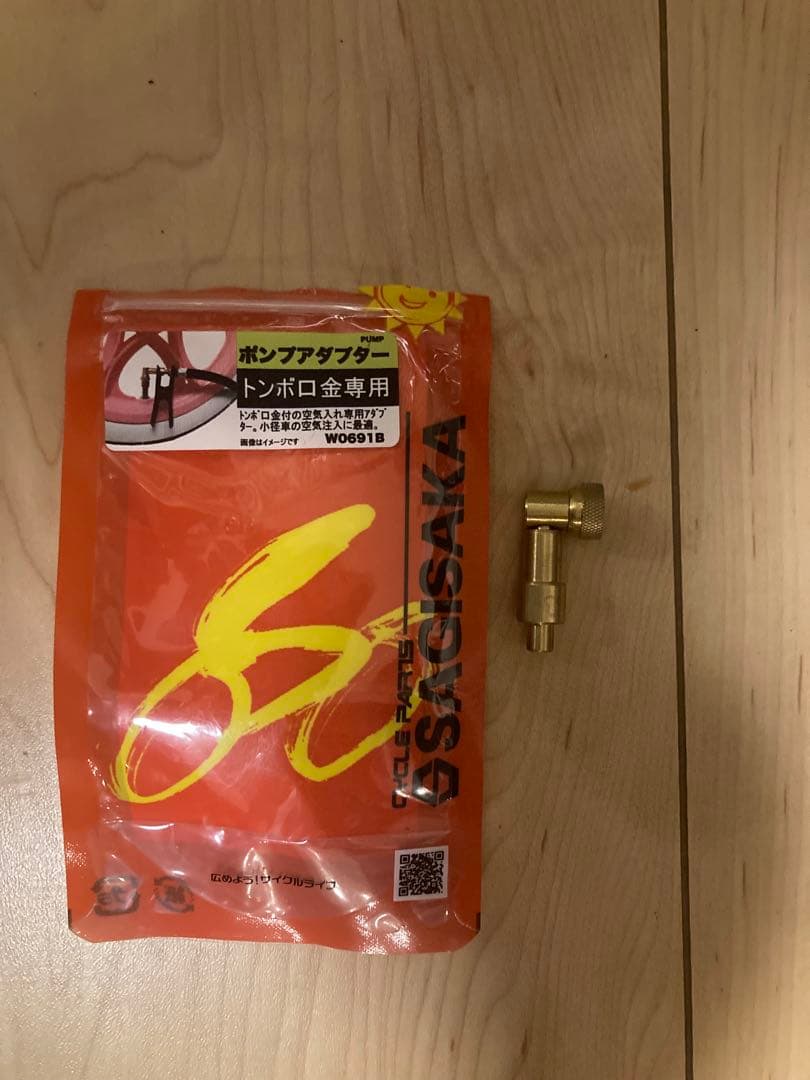 PUMP
ポンプアダプター
トンボ口金専用
トンボ口金付の空気入れ専用アダプ
ター。小径車の空気注入に最適。
画像はイメージです W0691B
CYCLE PARTS
SAGISAKA
広めよう!サイクルライフ